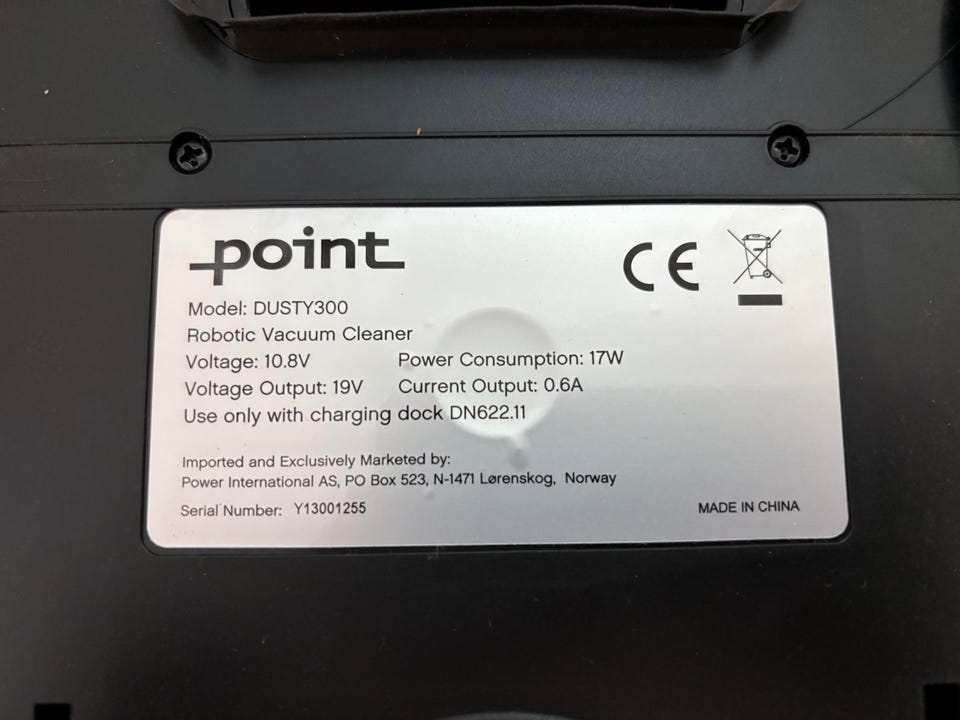 point
CE
Model: DUSTY300
Robotic Vacuum Cleaner
Voltage: 10.8V Power Consumption: 17W
Voltage Output: 19V Current Output: 0.6A
Use only with charging dock DN622.11
Imported and Exclusively Marketed by:
Power International AS, PO Box 523, N-1471 Lørenskog, Norway
Serial Number: Y13001255 MADE IN CHINA